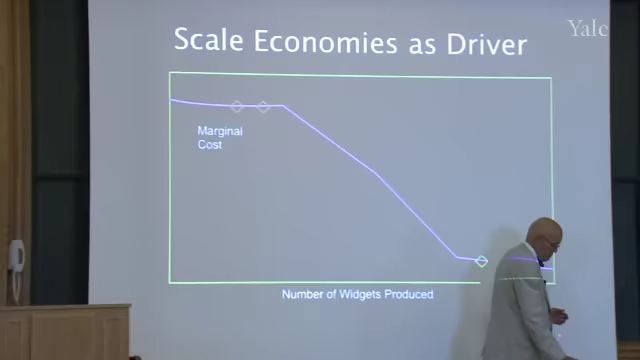 Yale
Scale Economies as Driver
Marginal
Cost
Number of Widgets Produced